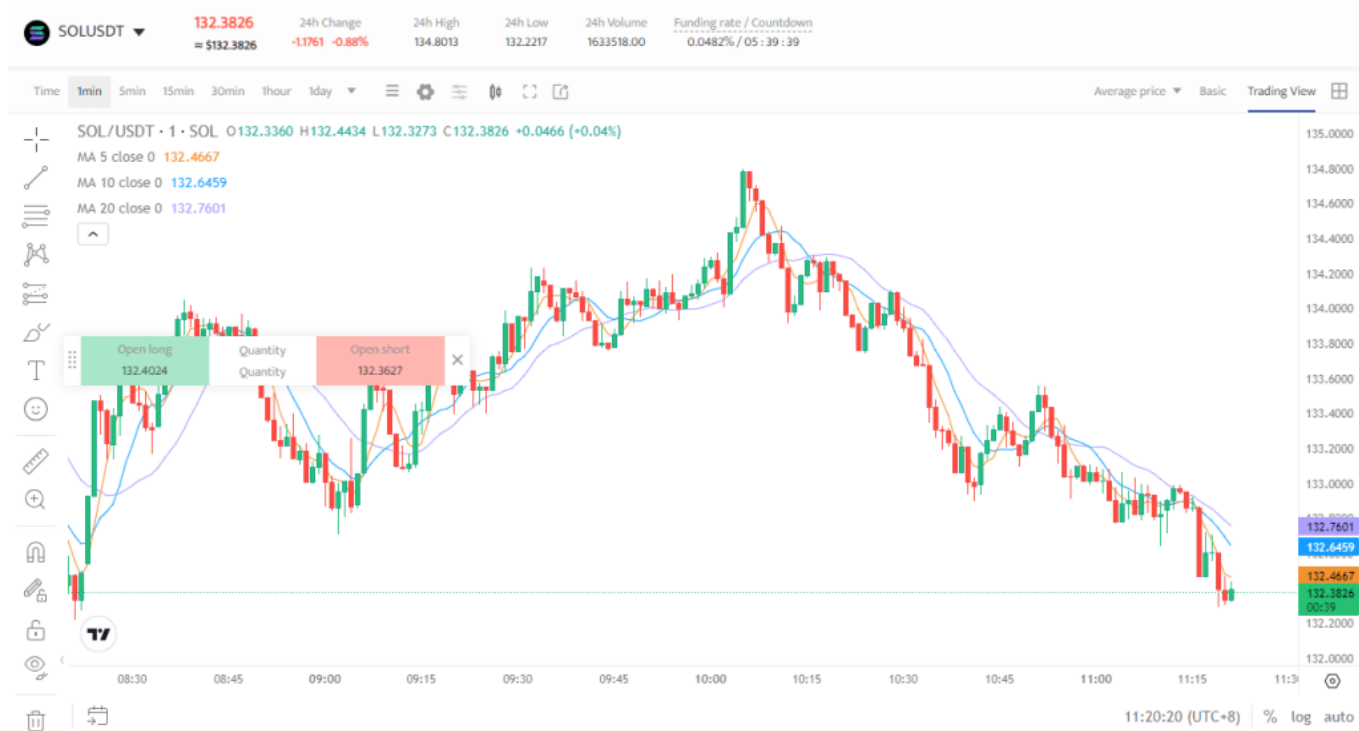 SOLUSDT
132.3826
≈ $132.3826
24h Change
-1.1761 -0.88%
24h High
134.8013
24h Low
132.2217
24h Volume
1633518.00
Funding rate / Countdown
0.0482% / 05 : 39 : 39
Time 1min 5min 15min 30min 1hour 1day
Average price Basic Trading View
SOL/USDT · 1 · SOL O132.3360 H132.4434 L132.3273 C132.3826 +0.0466 (+0.04%)
MA 5 close 0 132.4667
MA 10 close 0 132.6459
MA 20 close 0 132.7601
Open long
132.4024
Quantity
Quantity
Open short
132.3627
135.0000
134.8000
134.6000
134.4000
134.2000
134.0000
133.8000
133.6000
133.4000
133.2000
133.0000
132.7601
132.6459
132.4667
132.3826
00:39
132.2000
132.0000
08:30 08:45 09:00 09:15 09:30 09:45 10:00 10:15 10:30 10:45 11:00 11:15
11:20:20 (UTC+8) % log auto